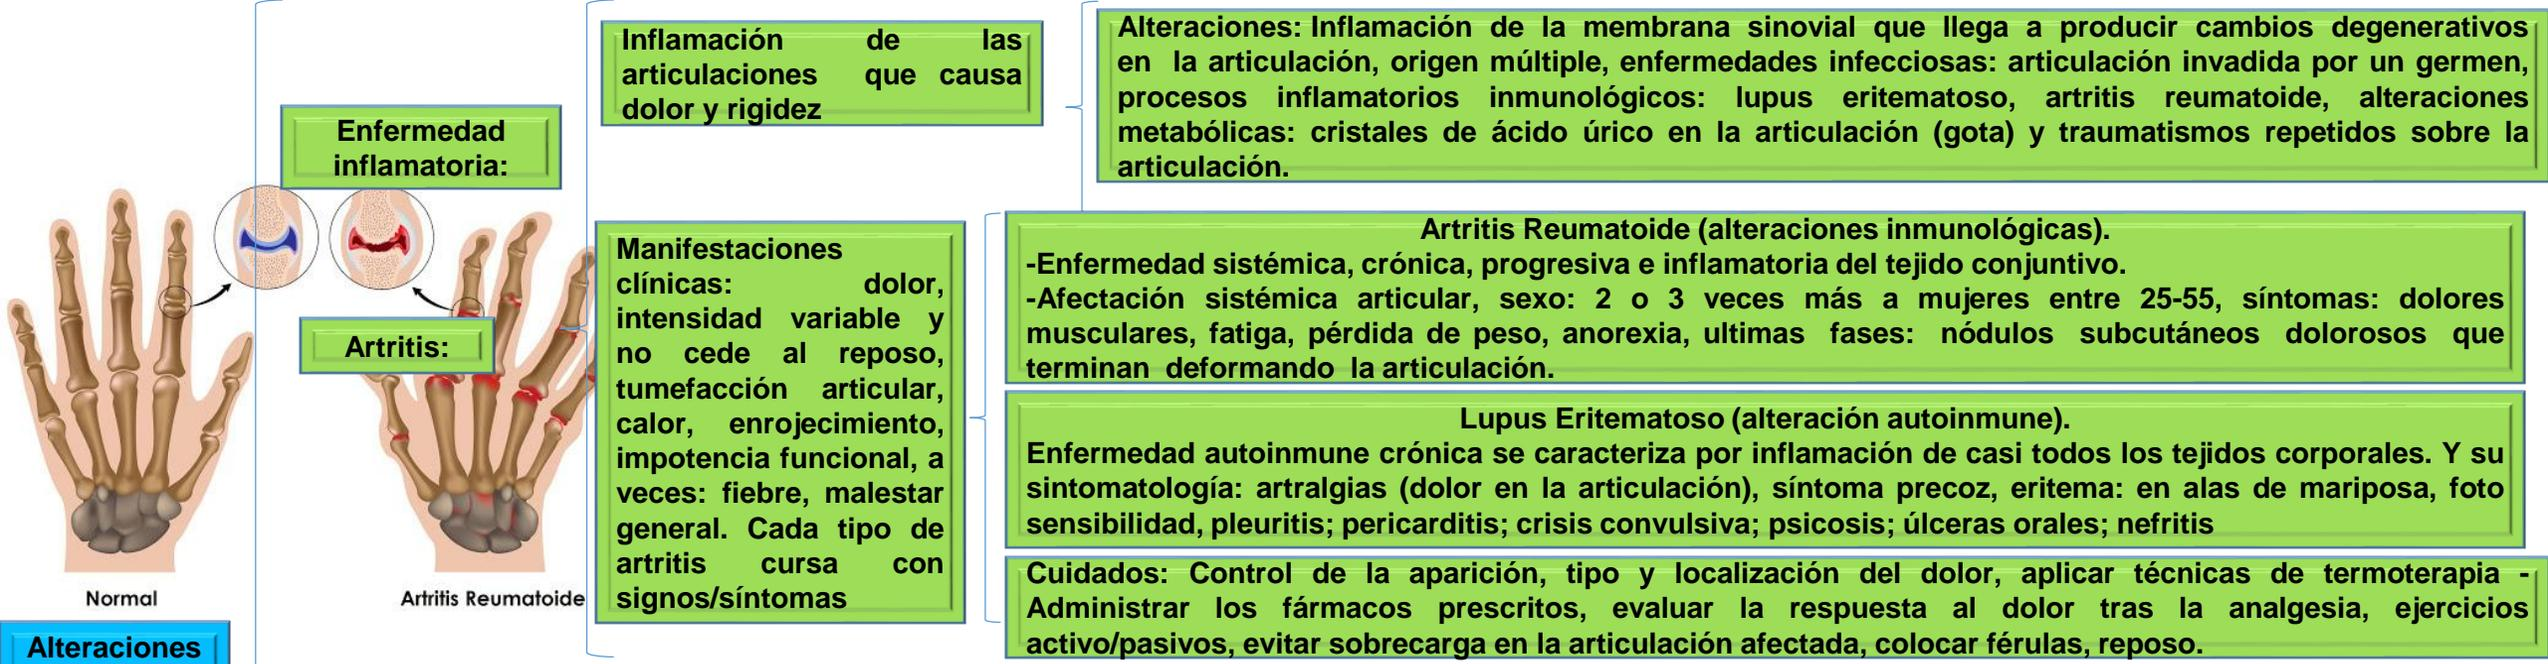 Enfermedad
inflamatoria:
Artritis:
Normal
Artritis Reumatoide
Alteraciones
Inflamación de las
articulaciones que causa
dolor y rigidez
Manifestaciones
clínicas: dolor,
intensidad variable y
no cede al reposo,
tumefacción articular,
calor, enrojecimiento,
impotencia funcional, a
veces: fiebre, malestar
general. Cada tipo de
artritis cursa con
signos/síntomas
Alteraciones: Inflamación de la membrana sinovial que llega a producir cambios degenerativos
en la articulación, origen múltiple, enfermedades infecciosas: articulación invadida por un germen,
procesos inflamatorios inmunológicos: lupus eritematoso, artritis reumatoide, alteraciones
metabólicas: cristales de ácido úrico en la articulación (gota) y traumatismos repetidos sobre la
articulación.
Artritis Reumatoide (alteraciones inmunológicas).
-Enfermedad sistémica, crónica, progresiva e inflamatoria del tejido conjuntivo.
-Afectación sistémica articular, sexo: 2 o 3 veces más a mujeres entre 25-55, síntomas: dolores
musculares, fatiga, pérdida de peso, anorexia, ultimas fases: nódulos subcutáneos dolorosos que
terminan deformando la articulación.
Lupus Eritematoso (alteración autoinmune).
Enfermedad autoinmune crónica se caracteriza por inflamación de casi todos los tejidos corporales. Y su
sintomatología: artralgias (dolor en la articulación), síntoma precoz, eritema: en alas de mariposa, foto
sensibilidad, pleuritis; pericarditis; crisis convulsiva; psicosis; úlceras orales; nefritis
Cuidados: Control de la aparición, tipo y localización del dolor, aplicar técnicas de termoterapia -
Administrar los fármacos prescritos, evaluar la respuesta al dolor tras la analgesia, ejercicios
activo/pasivos, evitar sobrecarga en la articulación afectada, colocar férulas, reposo.